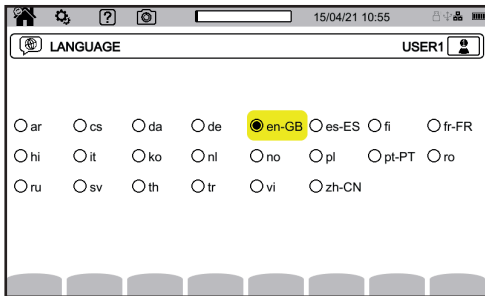 ? 15/04/21 10:55
LANGUAGE USER1
ar cs da de en-GB es-ES fi fr-FR
hi it ko nl no pl pt-PT ro
ru sv th tr vi zh-CN